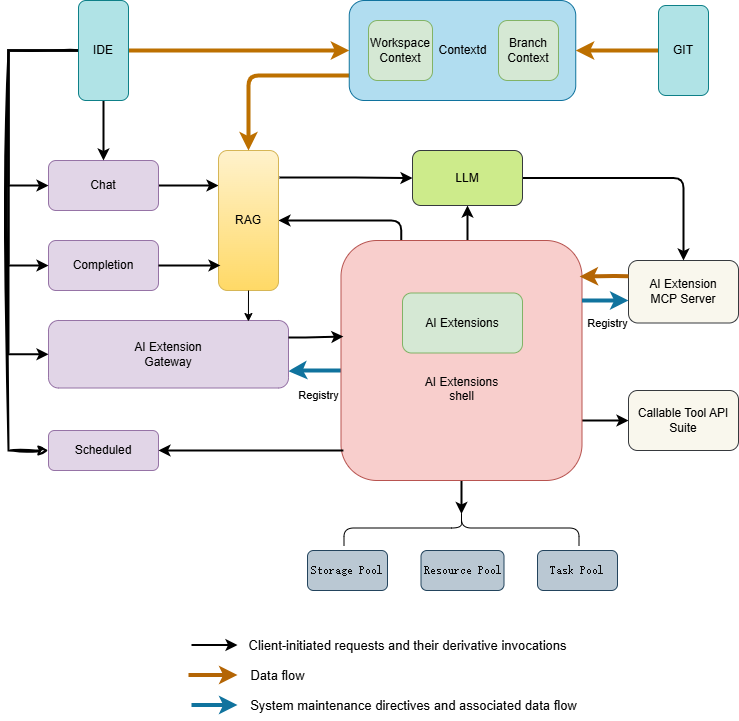 IDE
Workspace
Context
Contextd
Branch
Context
GIT
Chat
RAG
LLM
Completion
AI Extension
MCP Server
AI Extensions
Registry
AI Extension
Gateway
AI Extensions
shell
Registry
Callable Tool API
Suite
Scheduled
Storage Pool
Resource Pool
Task Pool
Client-initiated requests and their derivative invocations
Data flow
System maintenance directives and associated data flow